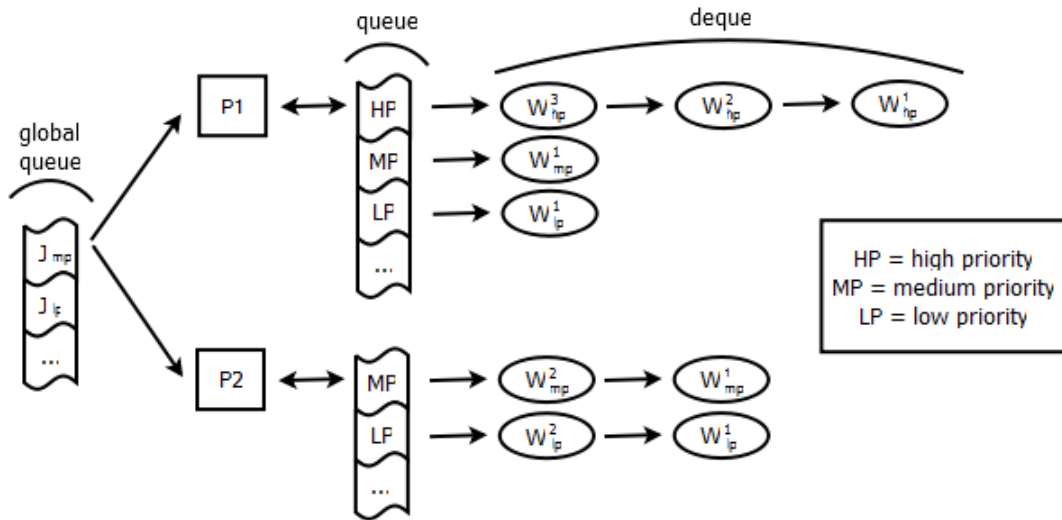 queue
deque
P1
HP
W³hp
W²hp
W¹hp
global
queue
MP
W¹mp
LP
W¹lp
J mp
...
HP = high priority
J lp
MP = medium priority
LP = low priority
...
P2
MP
W²mp
W¹mp
LP
W²lp
W¹lp
...